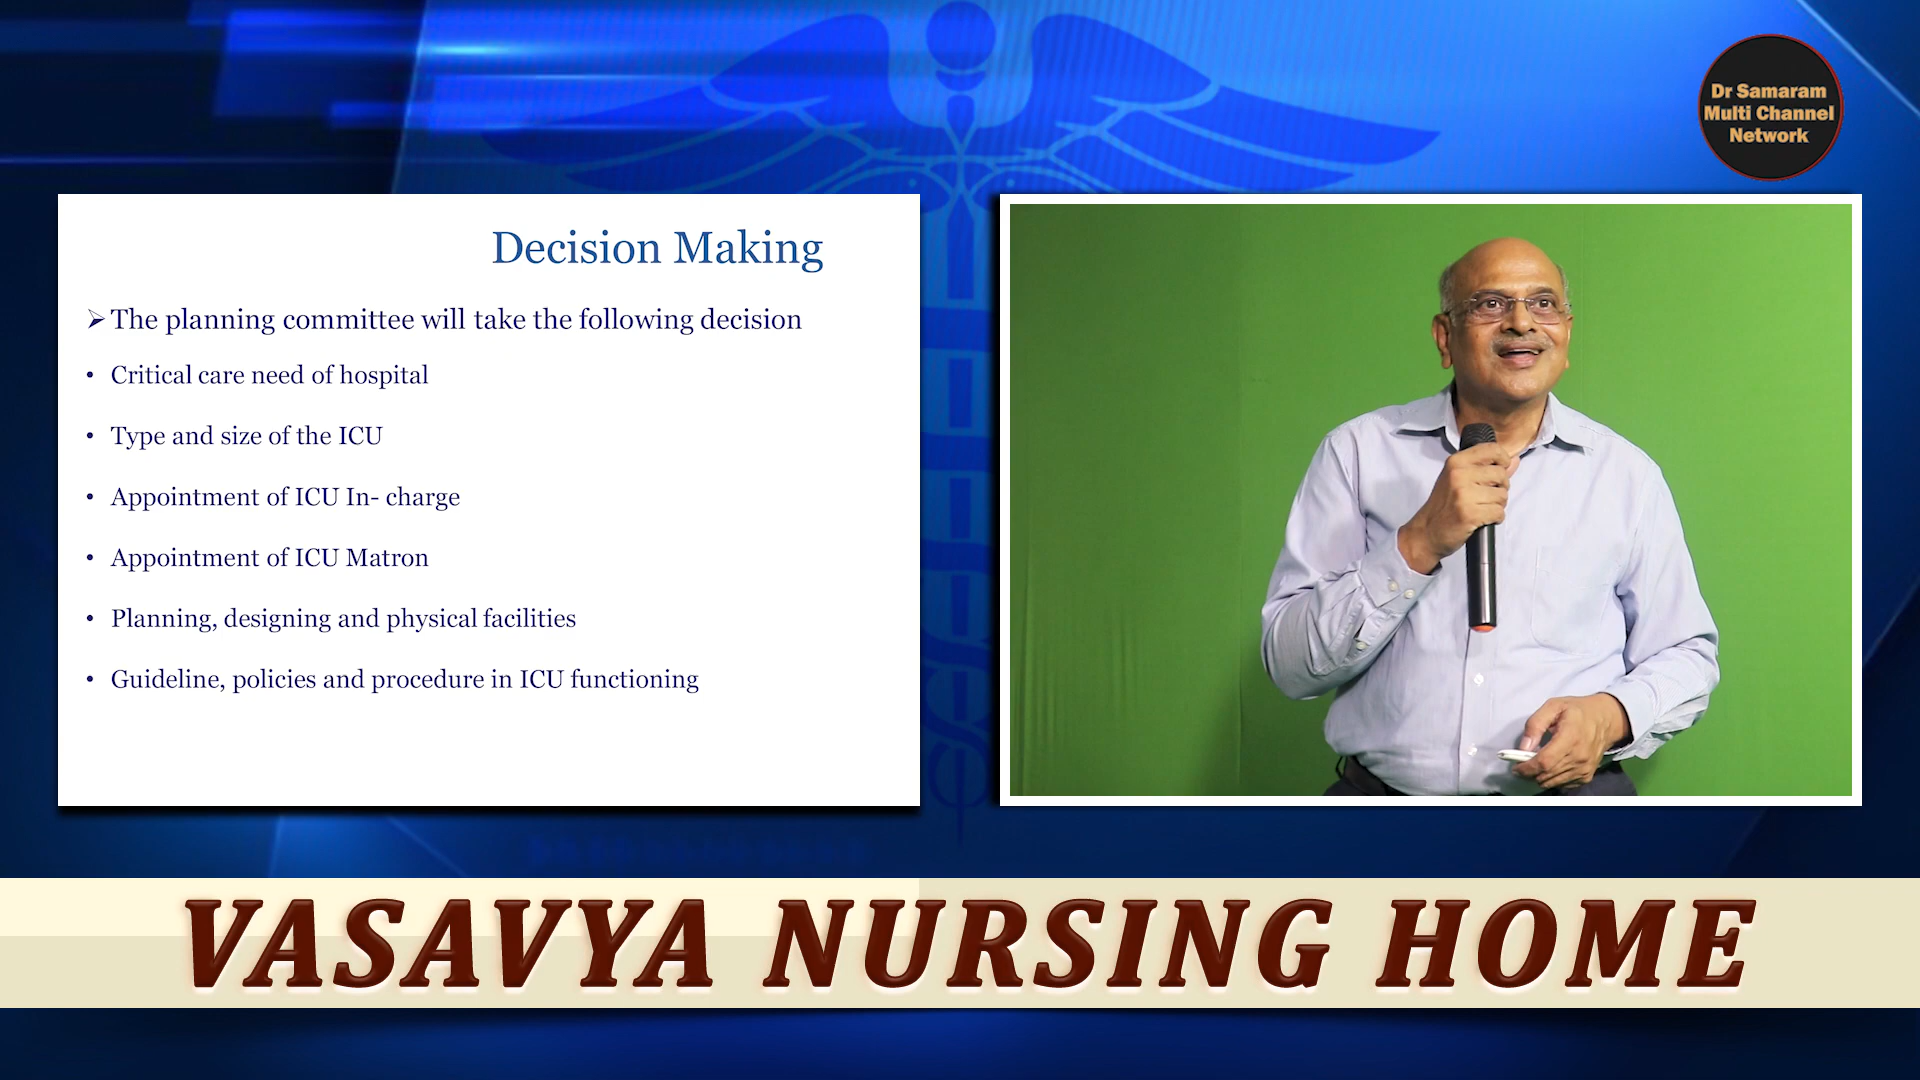 Dr Samaram
Multi Channel
Network
Decision Making
➢ The planning committee will take the following decision
• Critical care need of hospital
• Type and size of the ICU
• Appointment of ICU In- charge
• Appointment of ICU Matron
• Planning, designing and physical facilities
• Guideline, policies and procedure in ICU functioning
VASAVYA NURSING HOME